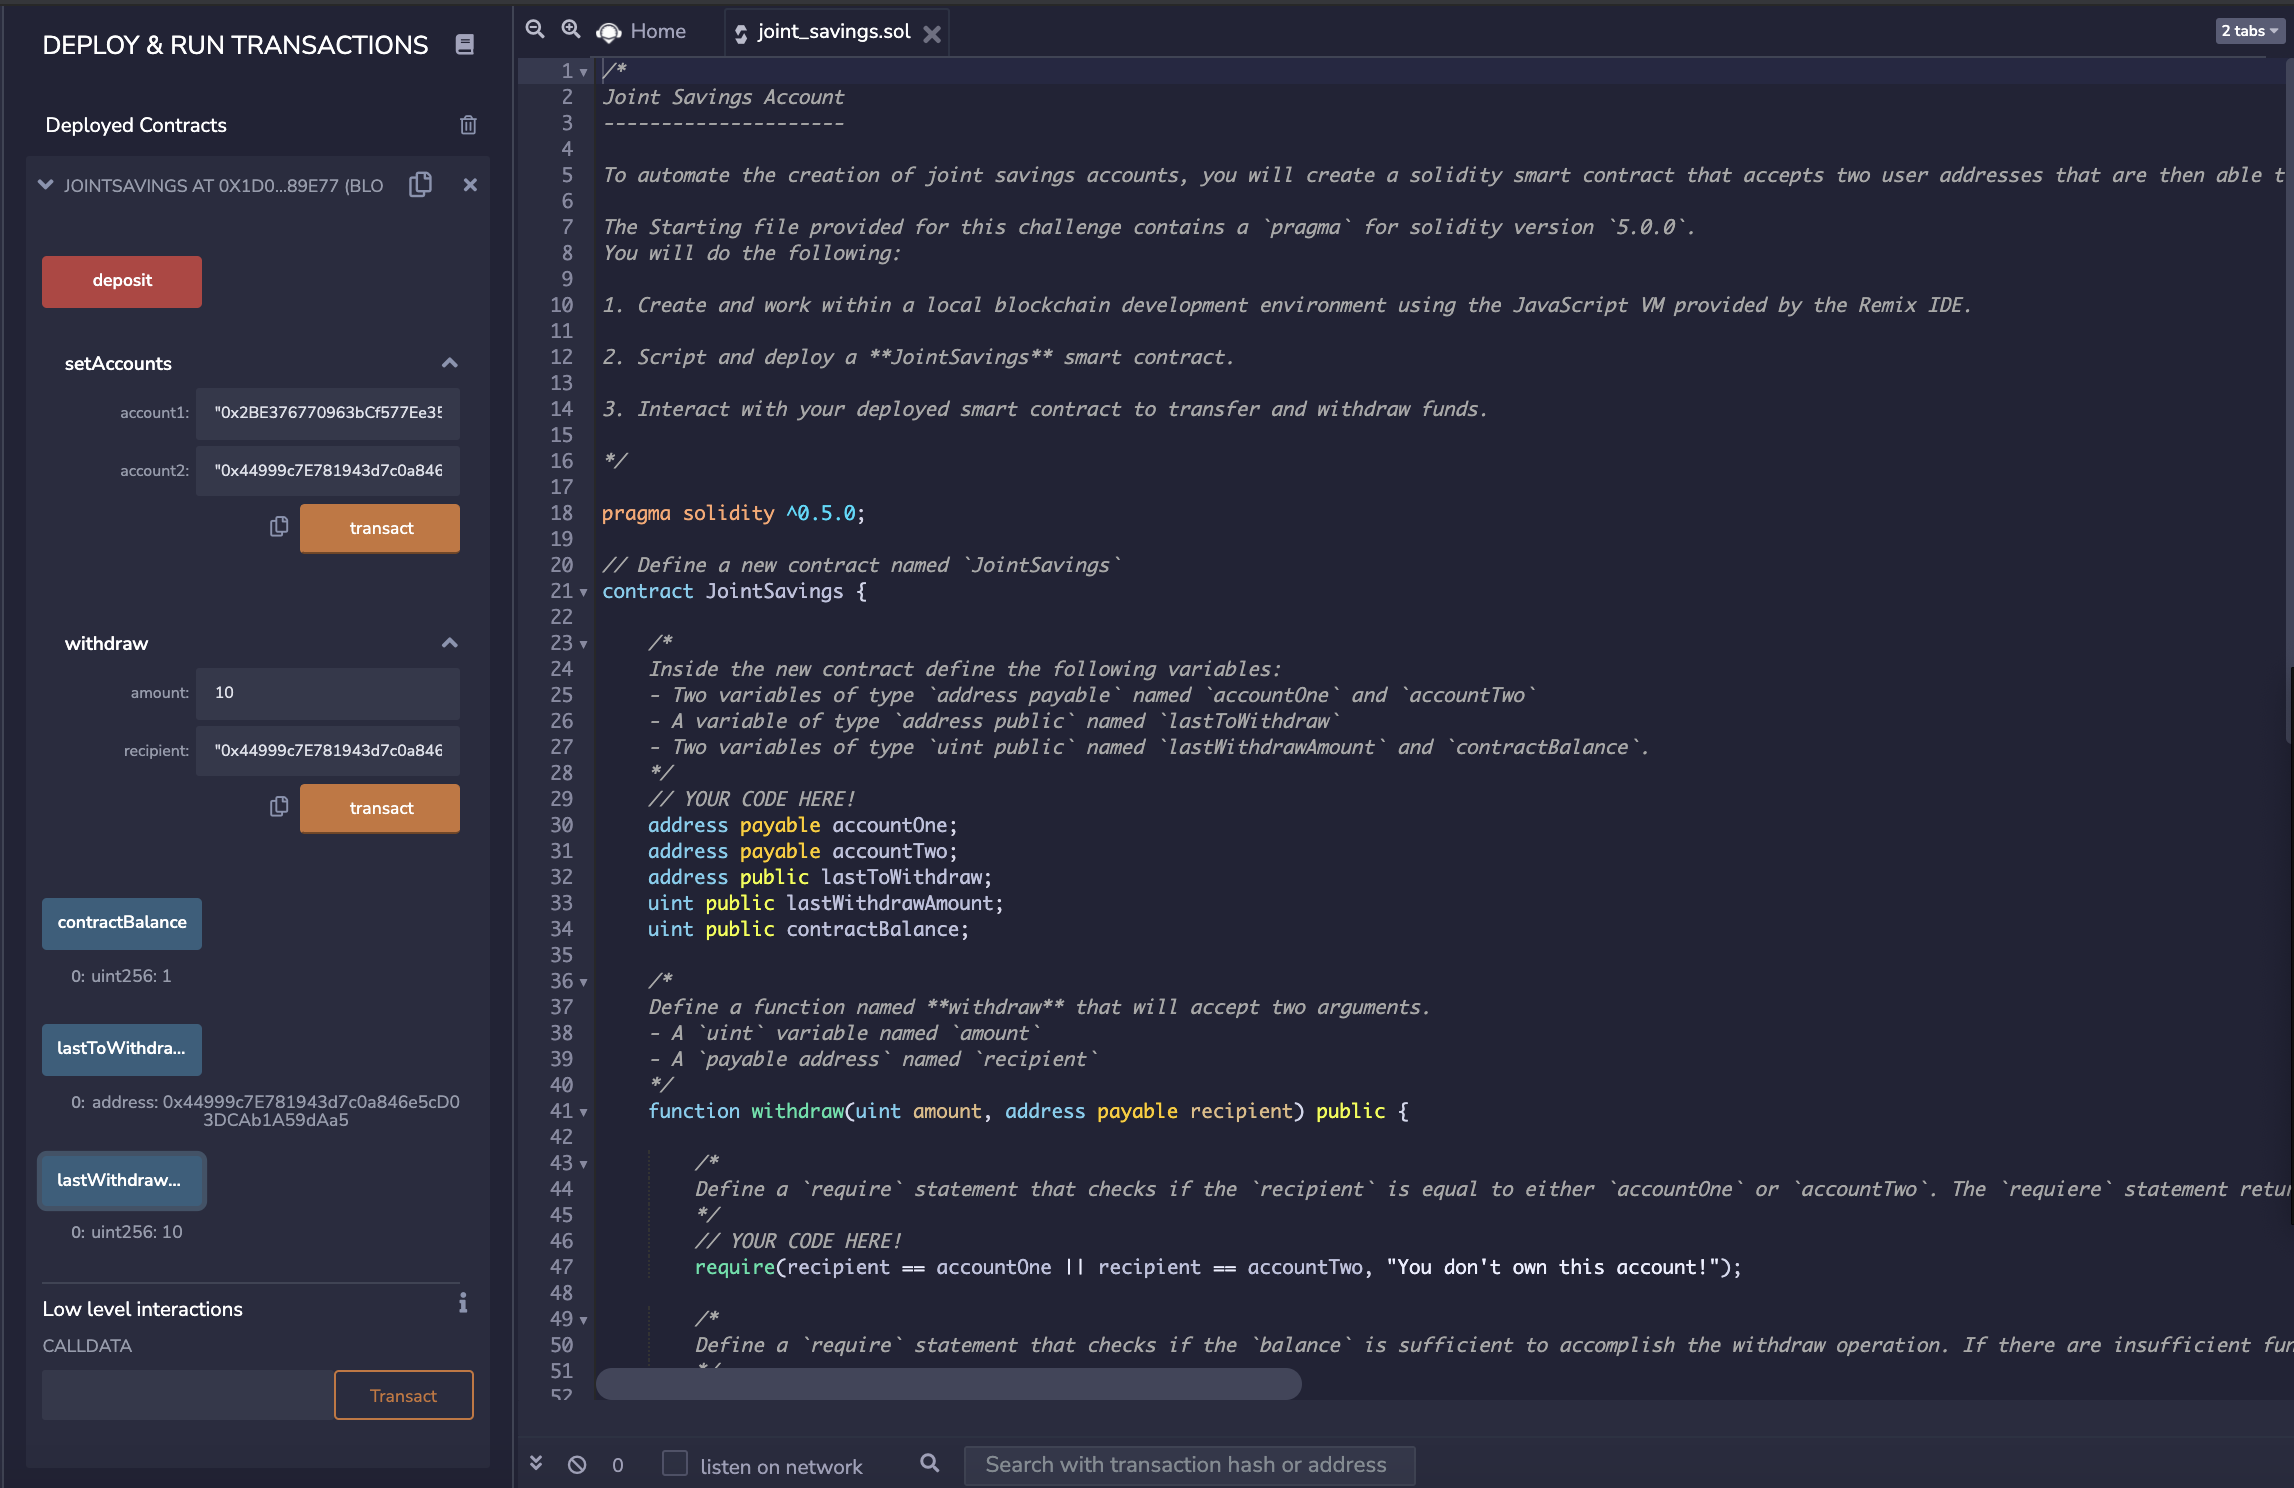 DEPLOY & RUN TRANSACTIONS
Deployed Contracts
JOINTSAVINGS AT 0X1D0...89E77 (BLO
deposit
setAccounts
account1: "0x2BE376770963bCf577Ee35
account2: "0x44999c7E781943d7c0a846
transact
withdraw
amount: 10
recipient: "0x44999c7E781943d7c0a846
transact
contractBalance
0: uint256: 1
lastToWithdra...
0: address: 0x44999c7E781943d7c0a846e5cD0
3DCAb1A59dAa5
lastWithdraw...
0: uint256: 10
Low level interactions
CALLDATA
Transact
Home
joint_savings.sol
2 tabs
1 /*
2 Joint Savings Account
3 ---------------------
4
5 To automate the creation of joint savings accounts, you will create a solidity smart contract that accepts two user addresses that are then able t
6
7 The Starting file provided for this challenge contains a `pragma` for solidity version `5.0.0`.
8 You will do the following:
9
10 1. Create and work within a local blockchain development environment using the JavaScript VM provided by the Remix IDE.
11
12 2. Script and deploy a **JointSavings** smart contract.
13
14 3. Interact with your deployed smart contract to transfer and withdraw funds.
15
16 */
17
18 pragma solidity ^0.5.0;
19
20 // Define a new contract named `JointSavings`
21 contract JointSavings {
22
23 /*
24 Inside the new contract define the following variables:
25 - Two variables of type `address payable` named `accountOne` and `accountTwo`
26 - A variable of type `address public` named `lastToWithdraw`
27 - Two variables of type `uint public` named `lastWithdrawAmount` and `contractBalance`.
28 */
29 // YOUR CODE HERE!
30 address payable accountOne;
31 address payable accountTwo;
32 address public lastToWithdraw;
33 uint public lastWithdrawAmount;
34 uint public contractBalance;
35
36 /*
37 Define a function named **withdraw** that will accept two arguments.
38 - A `uint` variable named `amount`
39 - A `payable address` named `recipient`
40 */
41 function withdraw(uint amount, address payable recipient) public {
42
43 /*
44 Define a `require` statement that checks if the `recipient` is equal to either `accountOne` or `accountTwo`. The `requiere` statement retur
45 */
46 // YOUR CODE HERE!
47 require(recipient == accountOne || recipient == accountTwo, "You don't own this account!");
48
49 /*
50 Define a `require` statement that checks if the `balance` is sufficient to accomplish the withdraw operation. If there are insufficient fun
51 */
52
0
listen on network
Search with transaction hash or address